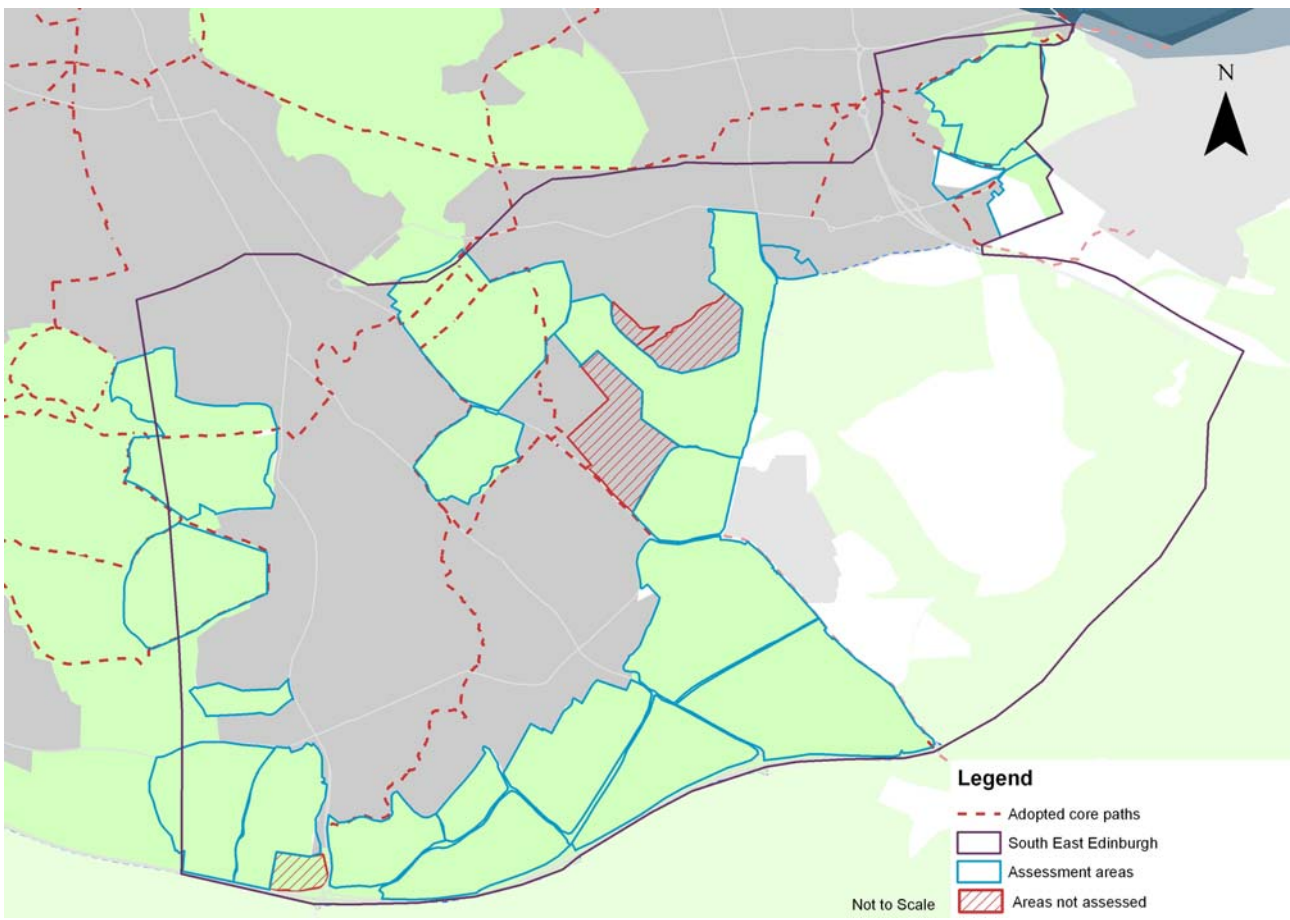 N
Legend
Adopted core paths
South East Edinburgh
Assessment areas
Not to Scale
Areas not assessed